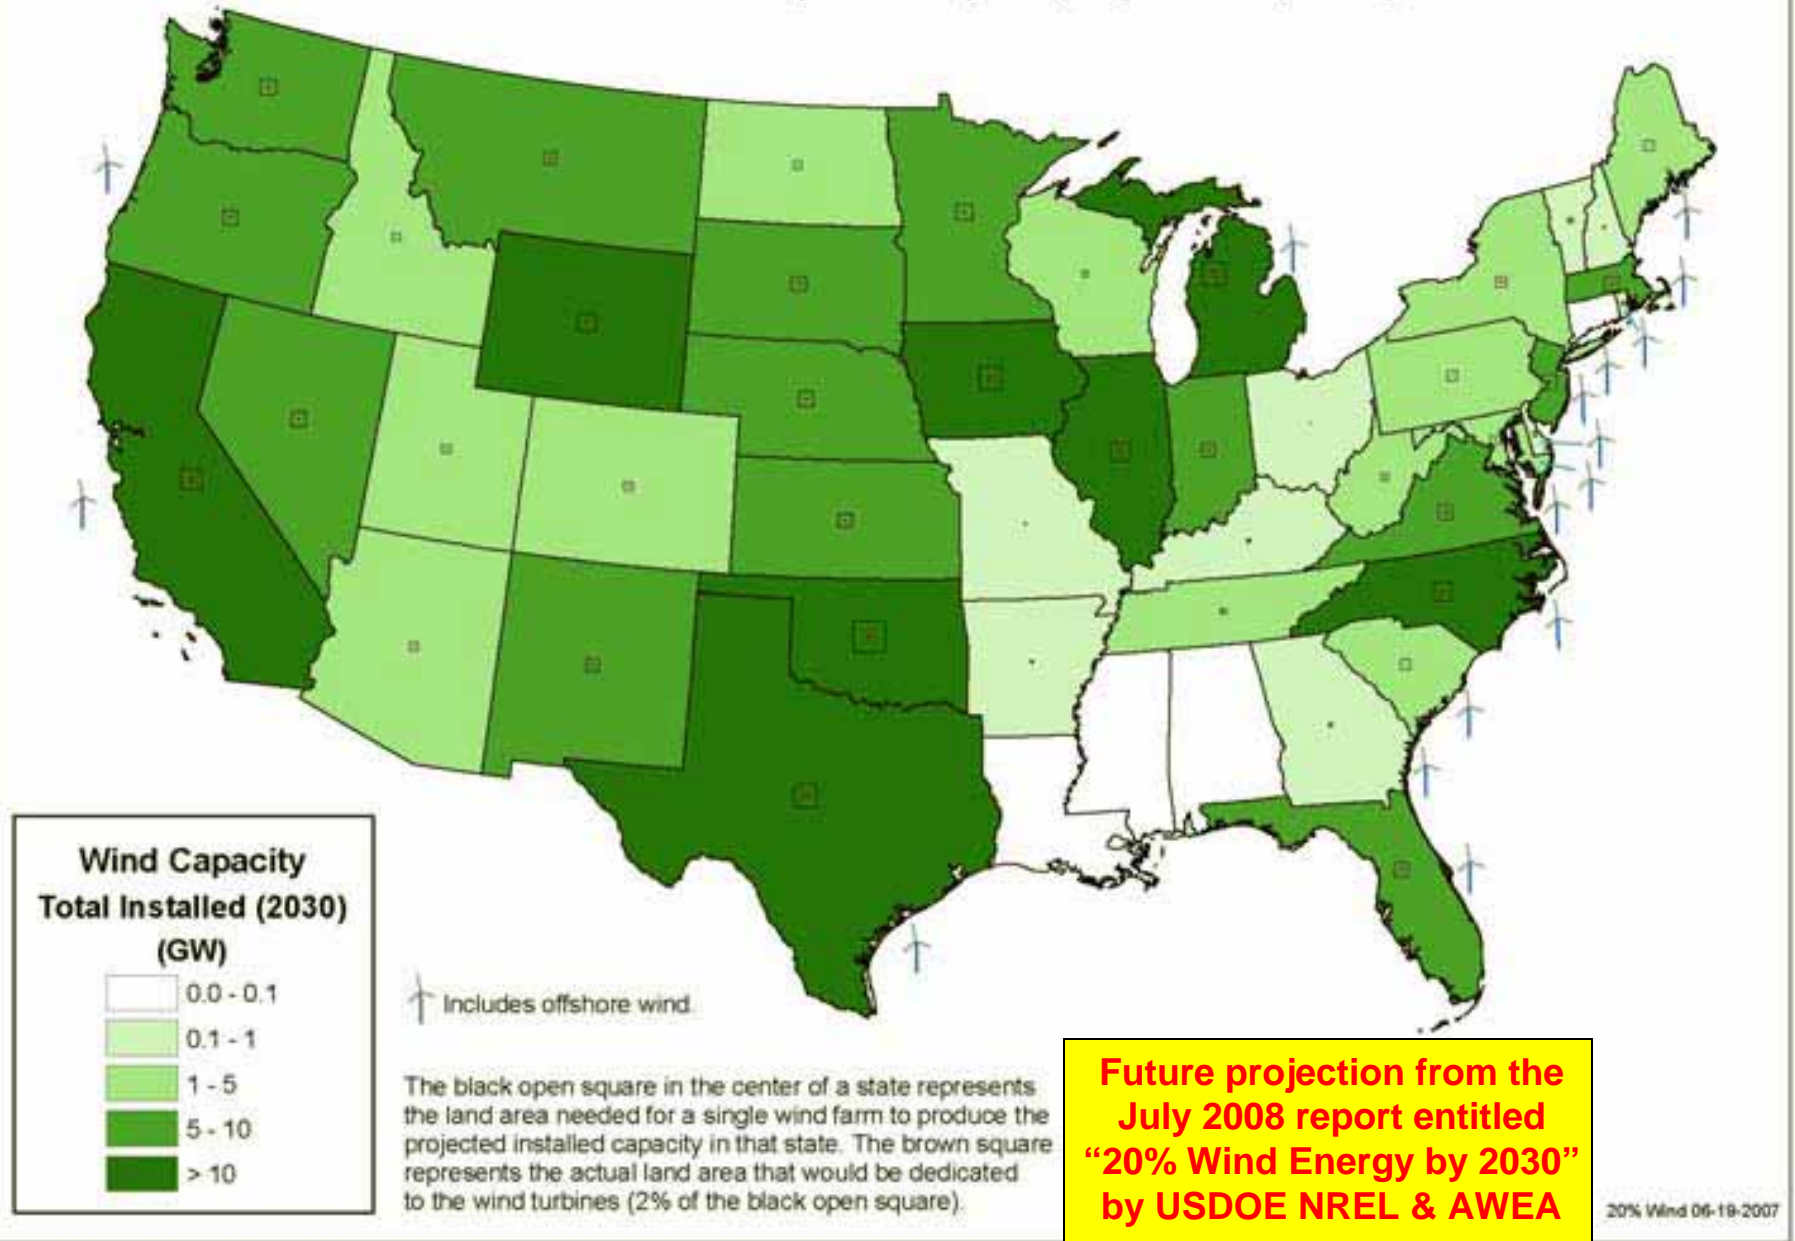 Wind Capacity
Total Installed (2030)
(GW)
0.0 - 0.1
0.1 - 1
1 - 5
5 - 10
> 10
Includes offshore wind.
The black open square in the center of a state represents
the land area needed for a single wind farm to produce the
projected installed capacity in that state. The brown square
represents the actual land area that would be dedicated
to the wind turbines (2% of the black open square).
Future projection from the
July 2008 report entitled
“20% Wind Energy by 2030”
by USDOE NREL & AWEA
20% Wind 06-19-2007